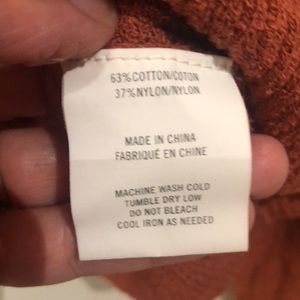 63%COTTON/COTON
37%NYLON/NYLON
MADE IN CHINA
FABRIQUÉ EN CHINE
MACHINE WASH COLD
TUMBLE DRY LOW
DO NOT BLEACH
COOL IRON AS NEEDED